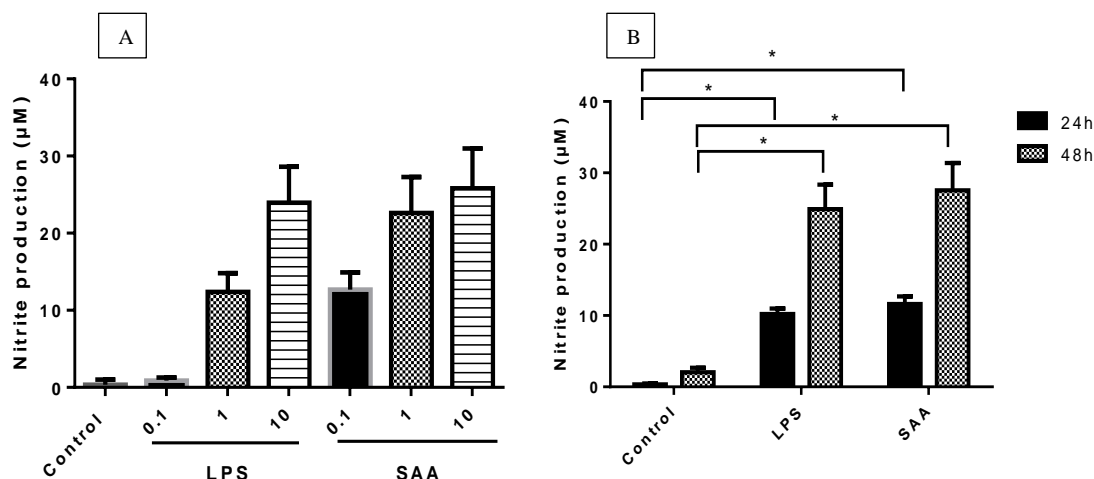 A
Nitrite production (µM)
40
30
20
10
0
Control
0.1
1
10
0.1
1
10
LPS
SAA
B
Nitrite production (µM)
40
30
20
10
0
*
*
*
*
Control
LPS
SAA
24h
48h